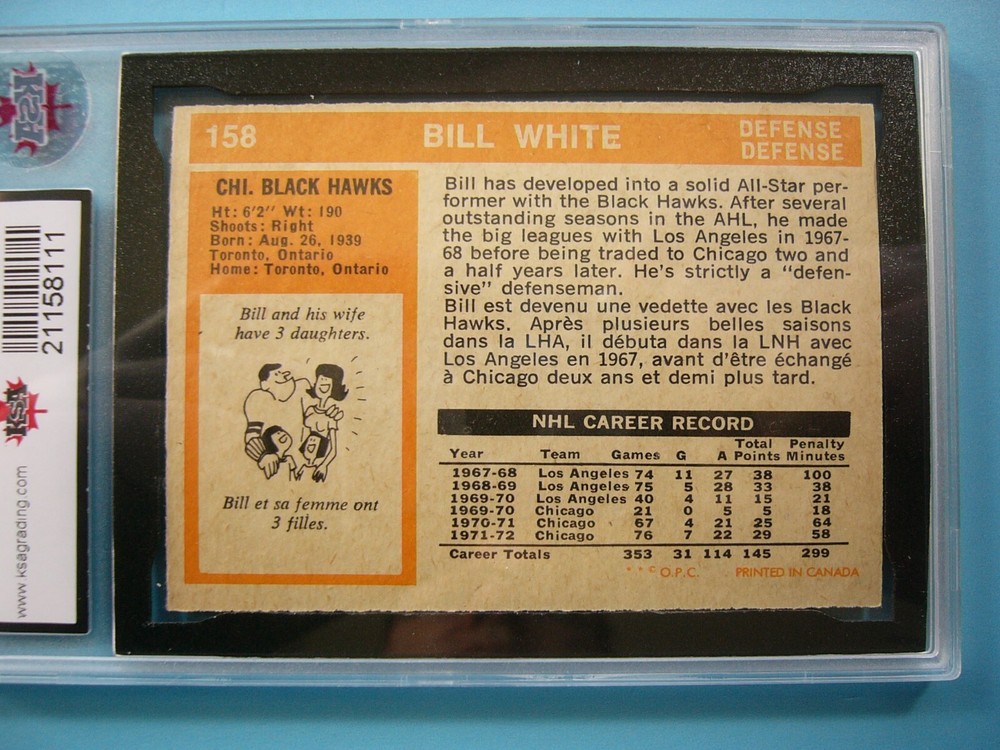 KSA
211581111
KSA
www.ksagrading.com
158
BILL WHITE
DEFENSE
DEFENSE
CHI. BLACK HAWKS
Ht: 6'2" Wt: 190
Shoots: Right
Born: Aug. 26, 1939
Toronto, Ontario
Home: Toronto, Ontario
Bill and his wife
have 3 daughters.
Bill et sa femme ont
3 filles.
Bill has developed into a solid All-Star per-
former with the Black Hawks. After several
outstanding seasons in the AHL, he made
the big leagues with Los Angeles in 1967-
68 before being traded to Chicago two and
a half years later. He's strictly a "defen-
sive" defenseman.
Bill est devenu une vedette avec les Black
Hawks. Après plusieurs belles saisons
dans la LHA, il débuta dans la LNH avec
Los Angeles en 1967, avant d'être échangé
à Chicago deux ans et demi plus tard.
NHL CAREER RECORD
Total Penalty
Year Team Games G A Points Minutes
1967-68 Los Angeles 74 11 27 38 100
1968-69 Los Angeles 75 5 28 33 38
1969-70 Los Angeles 40 4 11 15 21
1969-70 Chicago 21 0 5 5 18
1970-71 Chicago 67 4 21 25 64
1971-72 Chicago 76 7 22 29 58
Career Totals 353 31 114 145 299
* * © O.P.C. PRINTED IN CANADA